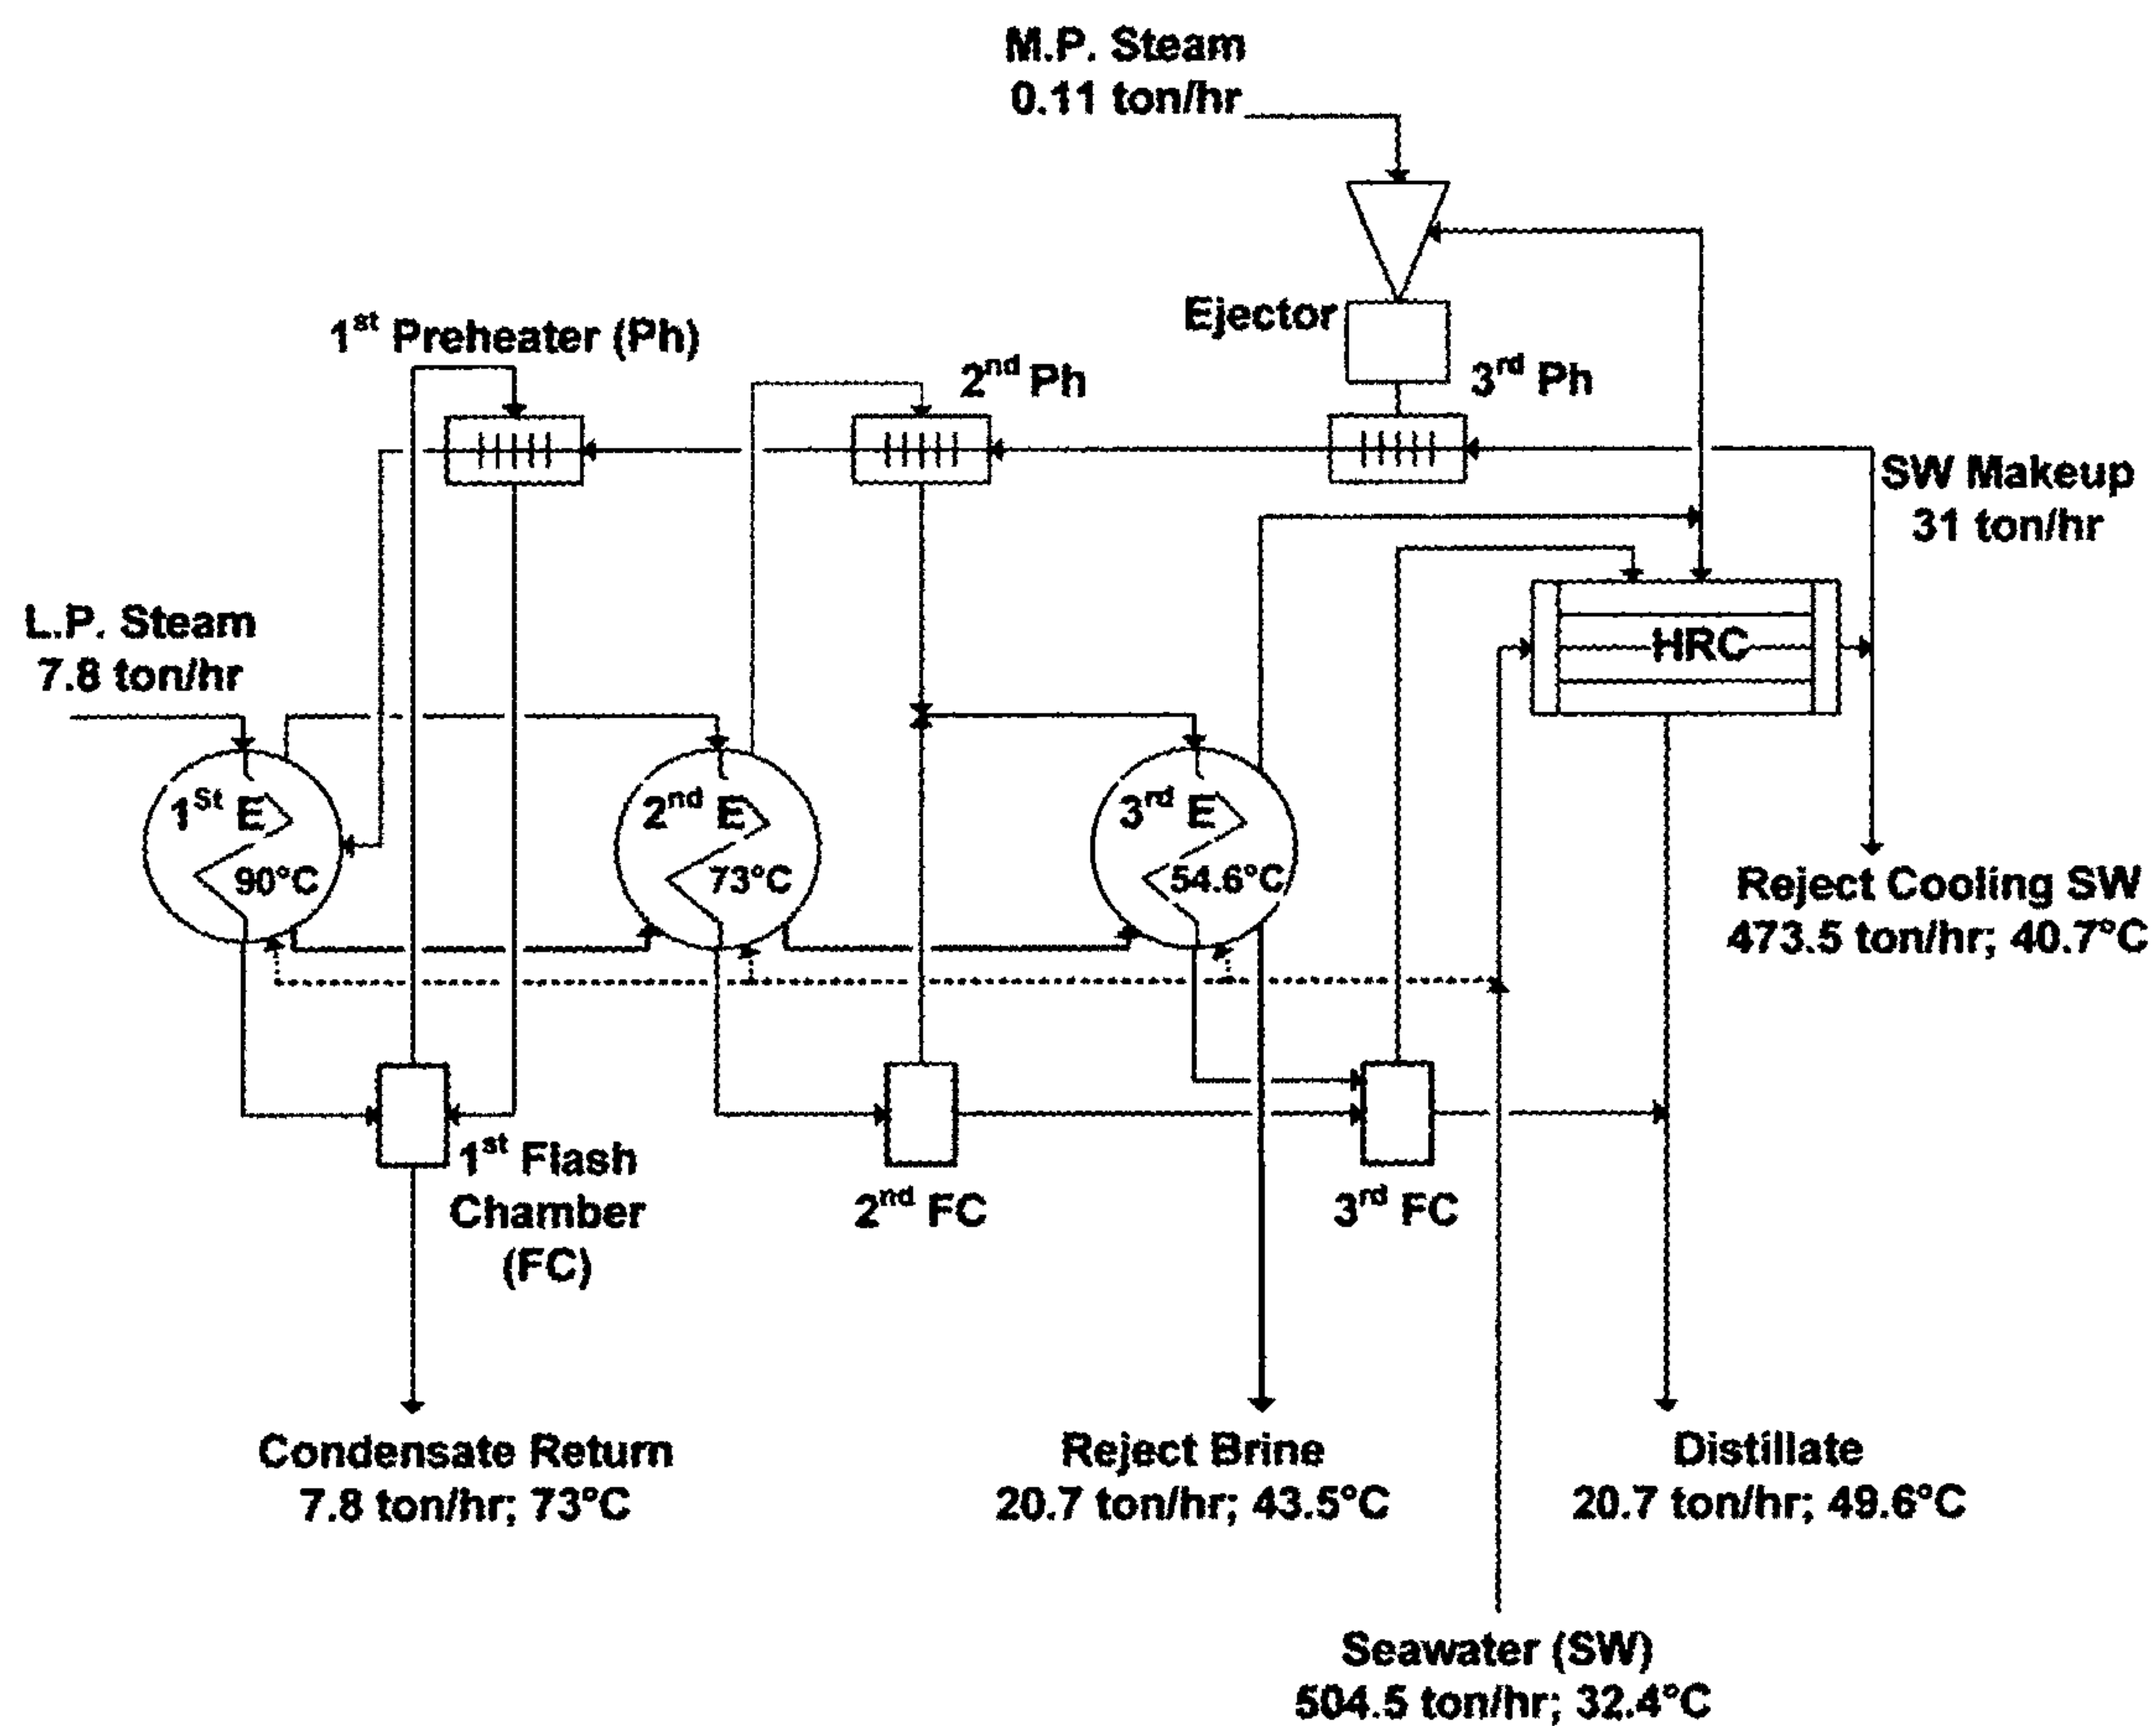 M.P. Steam
0.11 ton/hr
Ejector
1st Preheater (Ph)
2nd Ph
3rd Ph
SW Makeup
31 ton/hr
L.P. Steam
7.8 ton/hr
HRC
1St E
90°C
2nd E
73°C
3rd E
54.6°C
Reject Cooling SW
473.5 ton/hr; 40.7°C
1st Flash
Chamber
(FC)
2nd FC
3rd FC
Condensate Return
7.8 ton/hr; 73°C
Reject Brine
20.7 ton/hr; 43.5°C
Distillate
20.7 ton/hr; 49.6°C
Seawater (SW)
504.5 ton/hr; 32.4°C